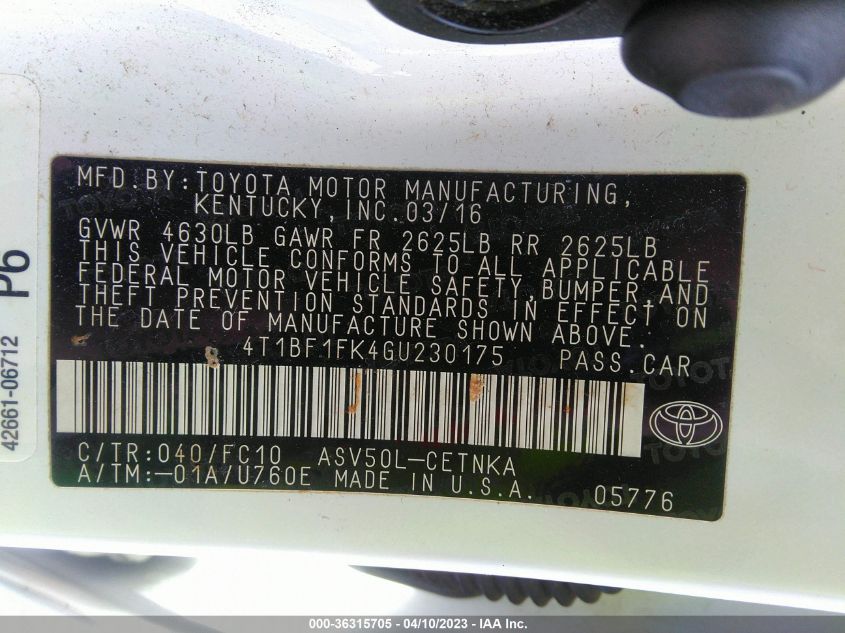 MFD.BY:TOYOTA MOTOR MANUFACTURING,
KENTUCKY,INC.03/16
GVWR 4630LB GAWR FR 2625LB RR 2625LB
THIS VEHICLE CONFORMS TO ALL APPLICABLE
FEDERAL MOTOR VEHICLE SAFETY,BUMPER,AND
THEFT PREVENTION STANDARDS IN EFFECT ON
THE DATE OF MANUFACTURE SHOWN ABOVE.
4T1BF1FK4GU230175 PASS.CAR
C/TR:040/FC10 ASV50L-CETNKA
A/TM:-01A/U760E MADE IN U.S.A. 05776
42661-06712 P6
000-36315705 - 04/10/2023 - IAA Inc.